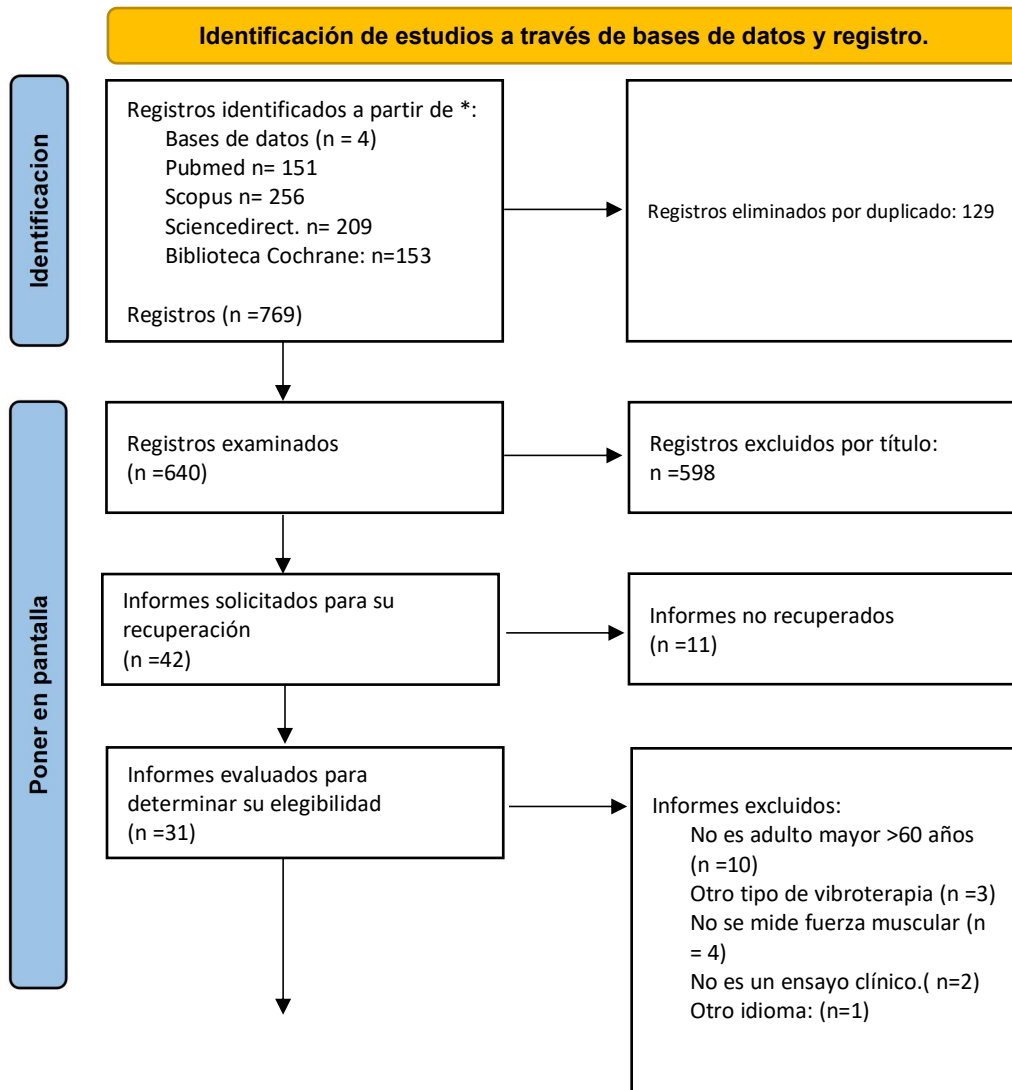 Identificación de estudios a través de bases de datos y registro.
Identificacion
Registros identificados a partir de *:
Bases de datos (n = 4)
Pubmed n= 151
Scopus n= 256
Sciencedirect. n= 209
Biblioteca Cochrane: n=153
Registros (n =769)
Registros eliminados por duplicado: 129
Poner en pantalla
Registros examinados
(n =640)
Registros excluidos por título:
n =598
Informes solicitados para su
recuperación
(n =42)
Informes no recuperados
(n =11)
Informes evaluados para
determinar su elegibilidad
(n =31)
Informes excluidos:
No es adulto mayor >60 años
(n =10)
Otro tipo de vibroterapia (n =3)
No se mide fuerza muscular (n
= 4)
No es un ensayo clínico.( n=2)
Otro idioma: (n=1)